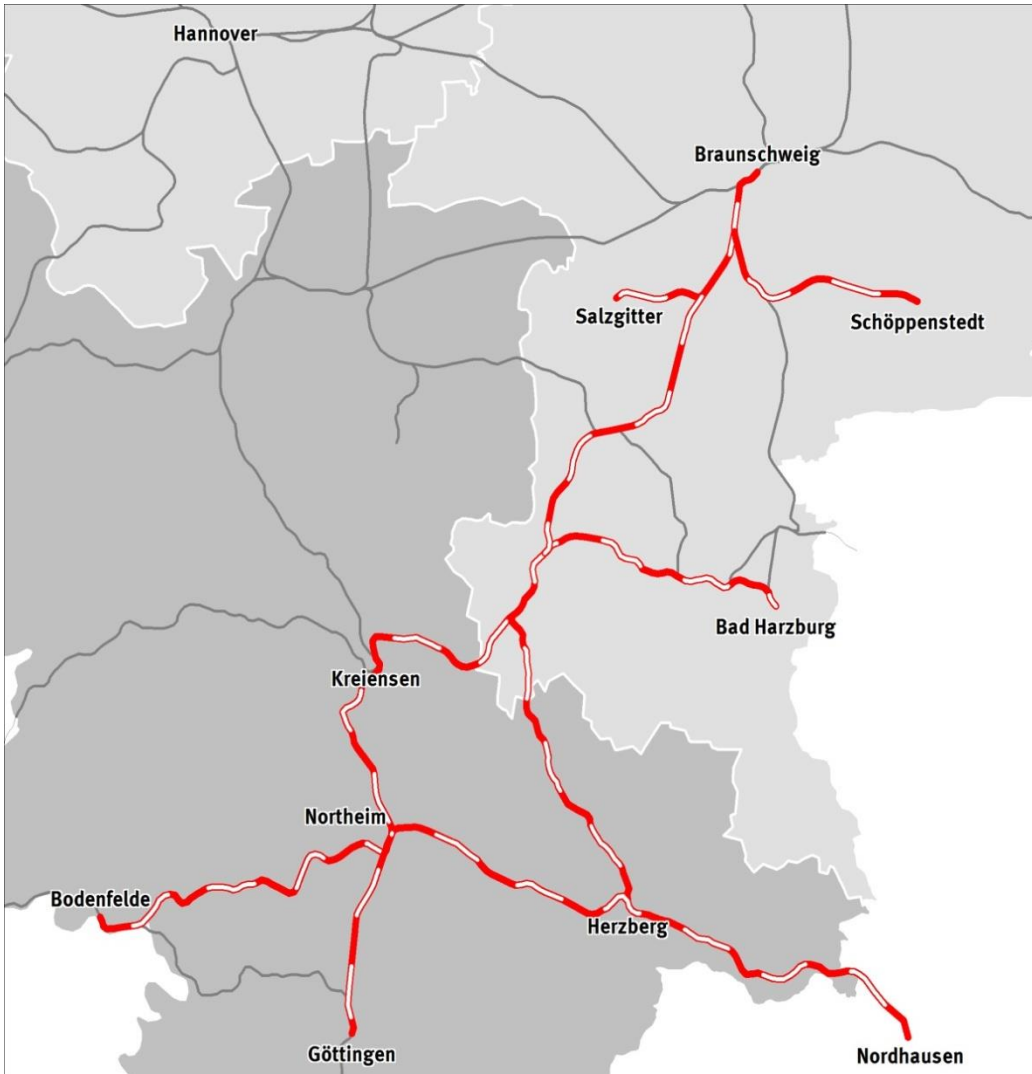 Hannover
Braunschweig
Salzgitter
Schöppenstedt
Bad Harzburg
Kreiensen
Northeim
Bodenfelde
Herzberg
Göttingen
Nordhausen